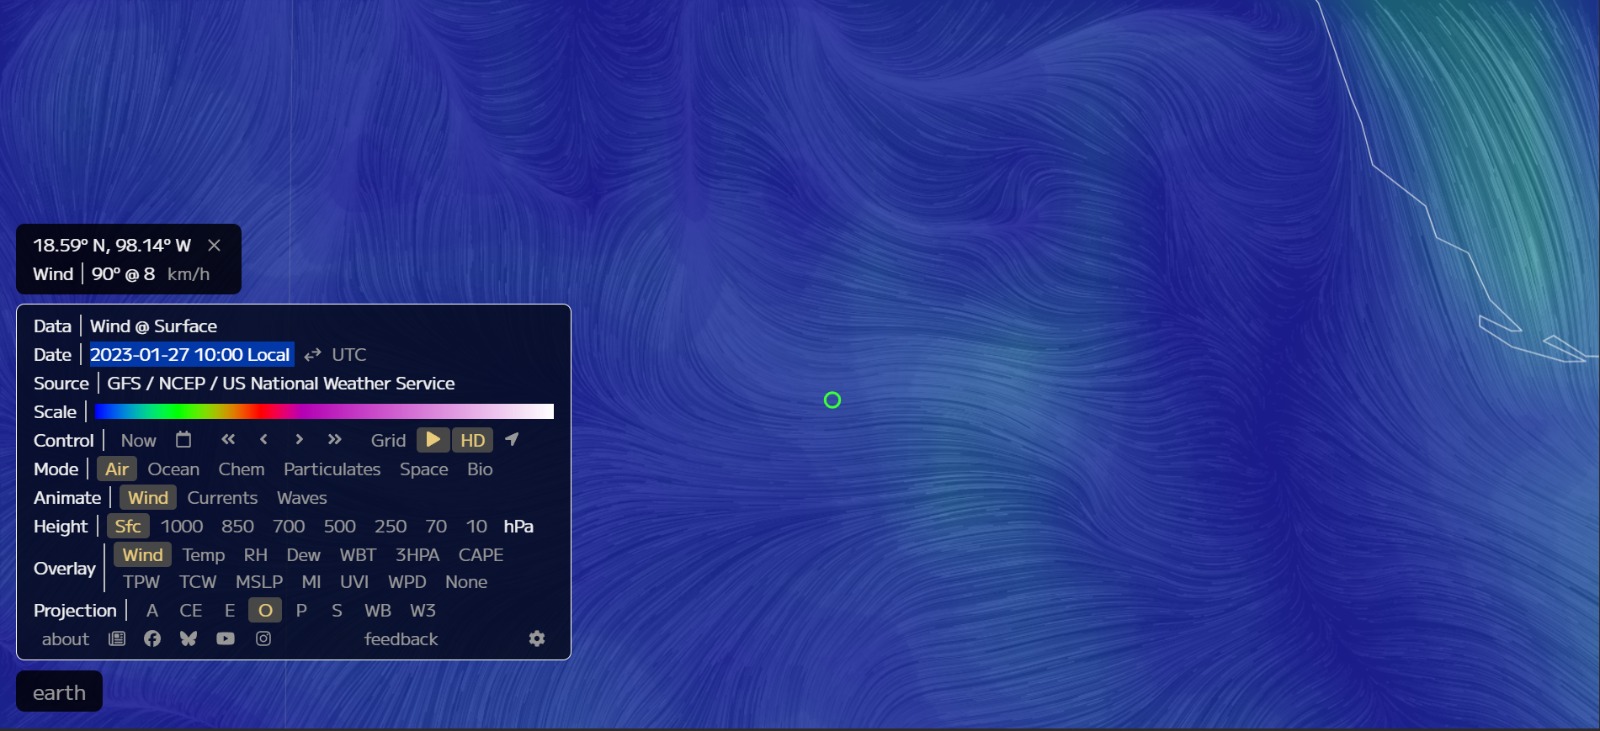 18.59° N, 98.14° W ×
Wind | 90° @ 8 km/h
Data | Wind @ Surface
Date | 2023-01-27 10:00 Local ⇄ UTC
Source | GFS / NCEP / US National Weather Service
Scale |
Control | Now « ‹ › » Grid HD
Mode | Air Ocean Chem Particulates Space Bio
Animate | Wind Currents Waves
Height | Sfc 1000 850 700 500 250 70 10 hPa
Overlay | Wind Temp RH Dew WBT 3HPA CAPE
TPW TCW MSLP MI UVI WPD None
Projection | A CE E O P S WB W3
about feedback
earth